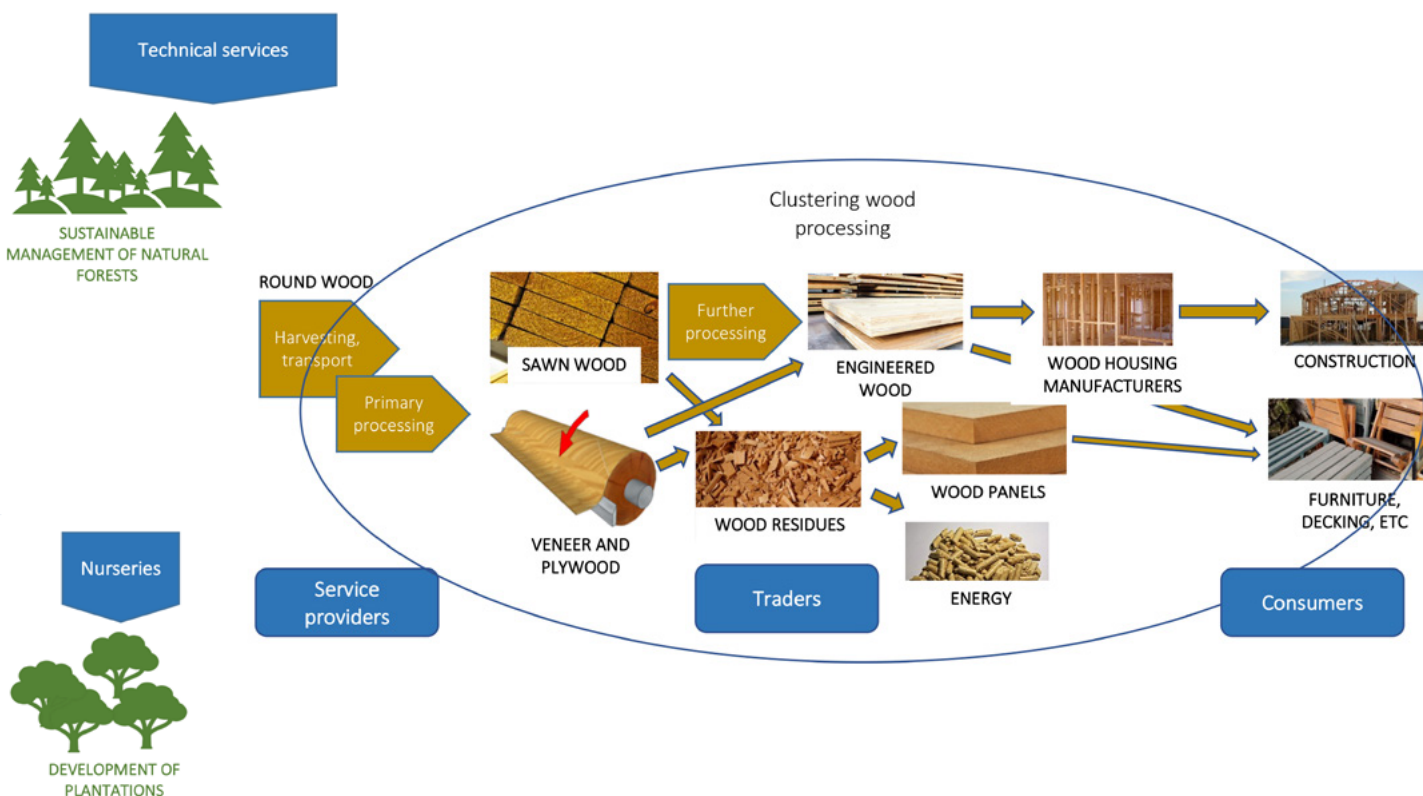 Technical services
SUSTAINABLE
MANAGEMENT OF NATURAL
FORESTS
Clustering wood
processing
ROUND WOOD
Harvesting,
transport
Primary
processing
SAWN WOOD
Further
processing
ENGINEERED
WOOD
WOOD HOUSING
MANUFACTURERS
CONSTRUCTION
VENEER AND
PLYWOOD
WOOD RESIDUES
WOOD PANELS
ENERGY
FURNITURE,
DECKING, ETC
Nurseries
DEVELOPMENT OF
PLANTATIONS
Service
providers
Traders
Consumers